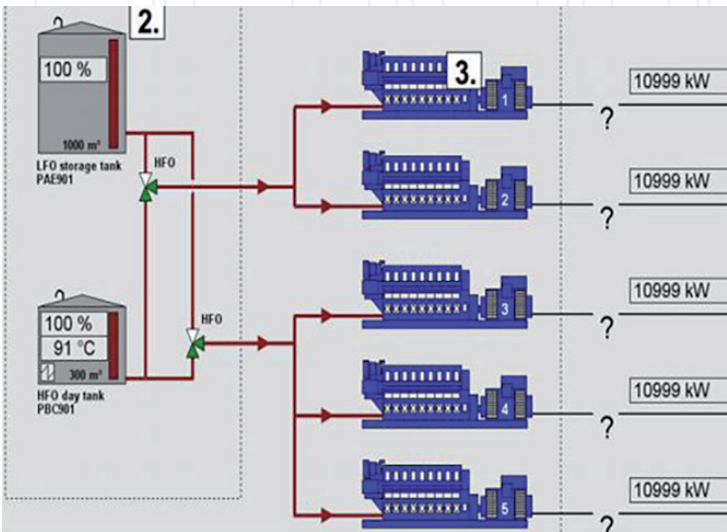 2.
100 %
1000 m³
LFO storage tank
PAE901
HFO
100 %
91 °C
300 m³
HFO day tank
PBC901
HFO
3.
1
?
10999 kW
2
?
10999 kW
3
?
10999 kW
4
?
10999 kW
5
?
10999 kW